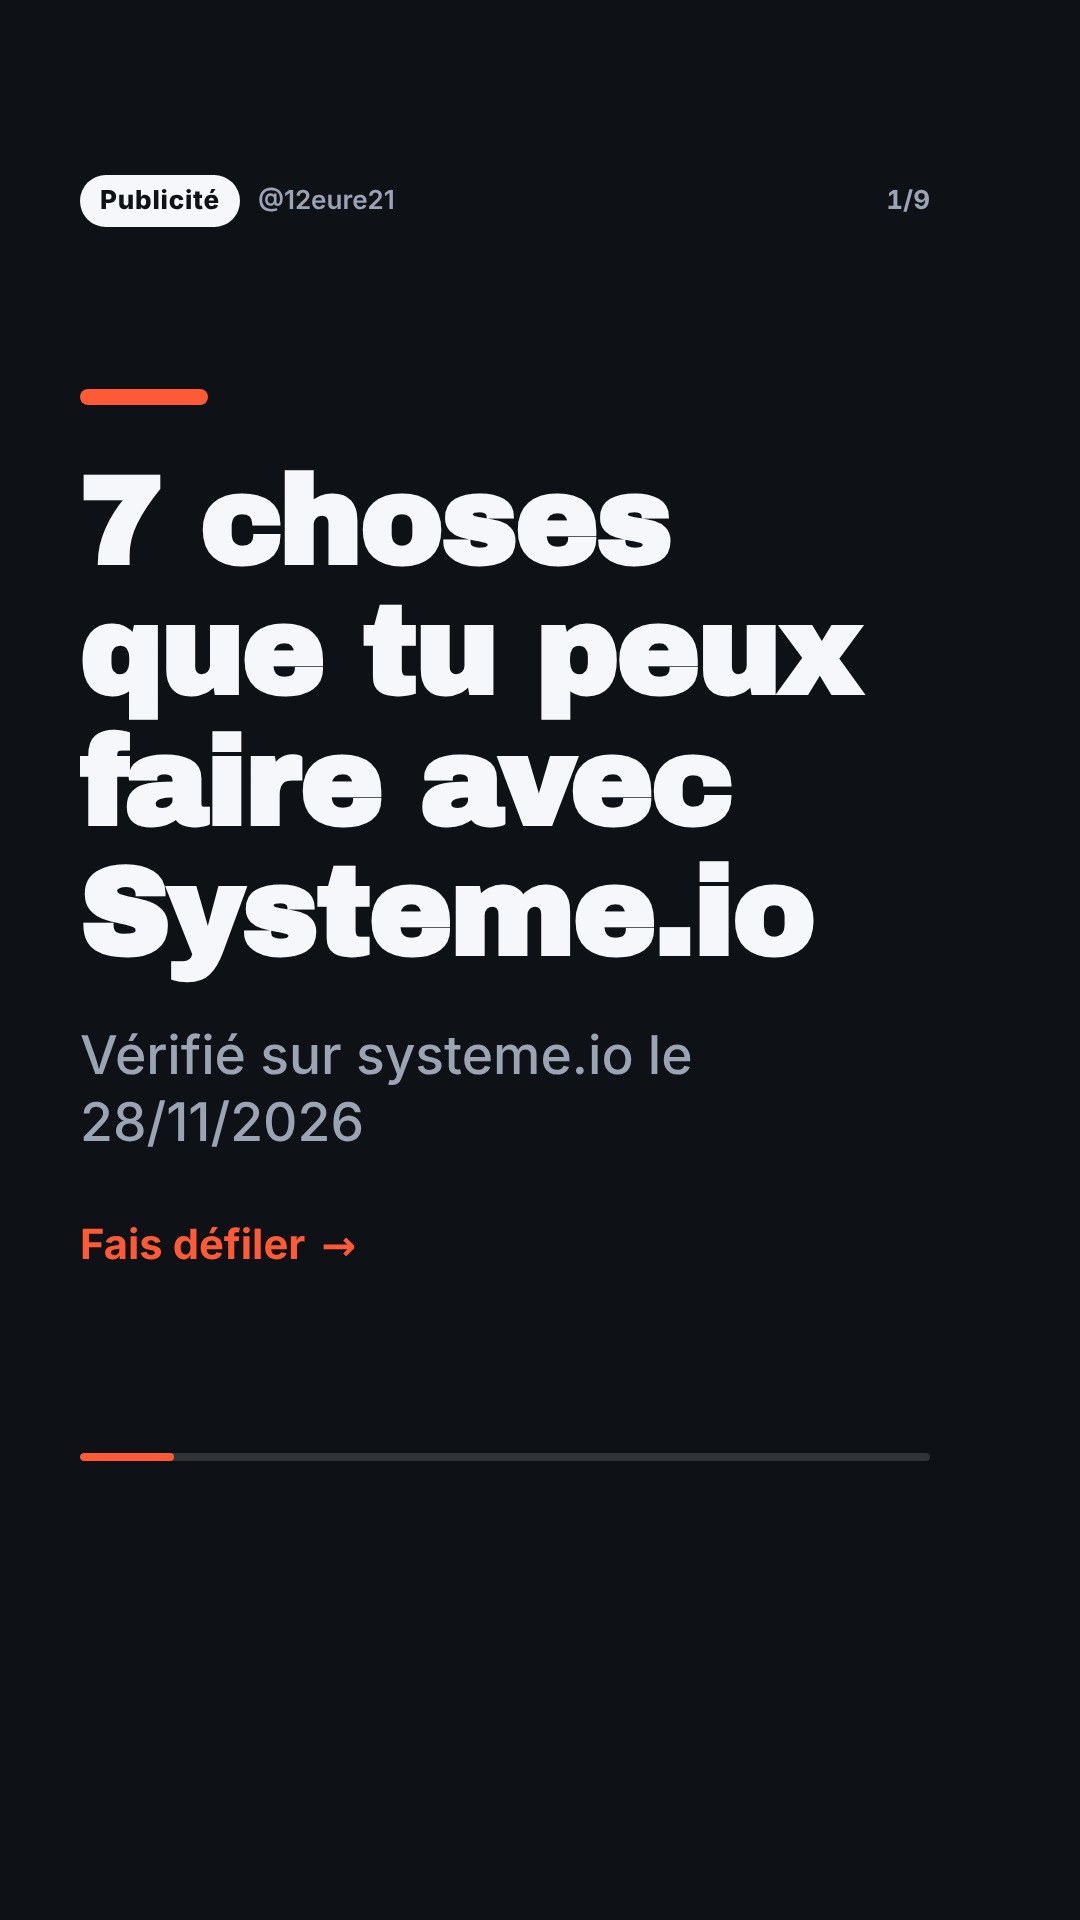 Publicité @12eure21 1/9
7 choses
que tu peux
faire avec
Systeme.io
Vérifié sur systeme.io le
28/11/2026
Fais défiler →